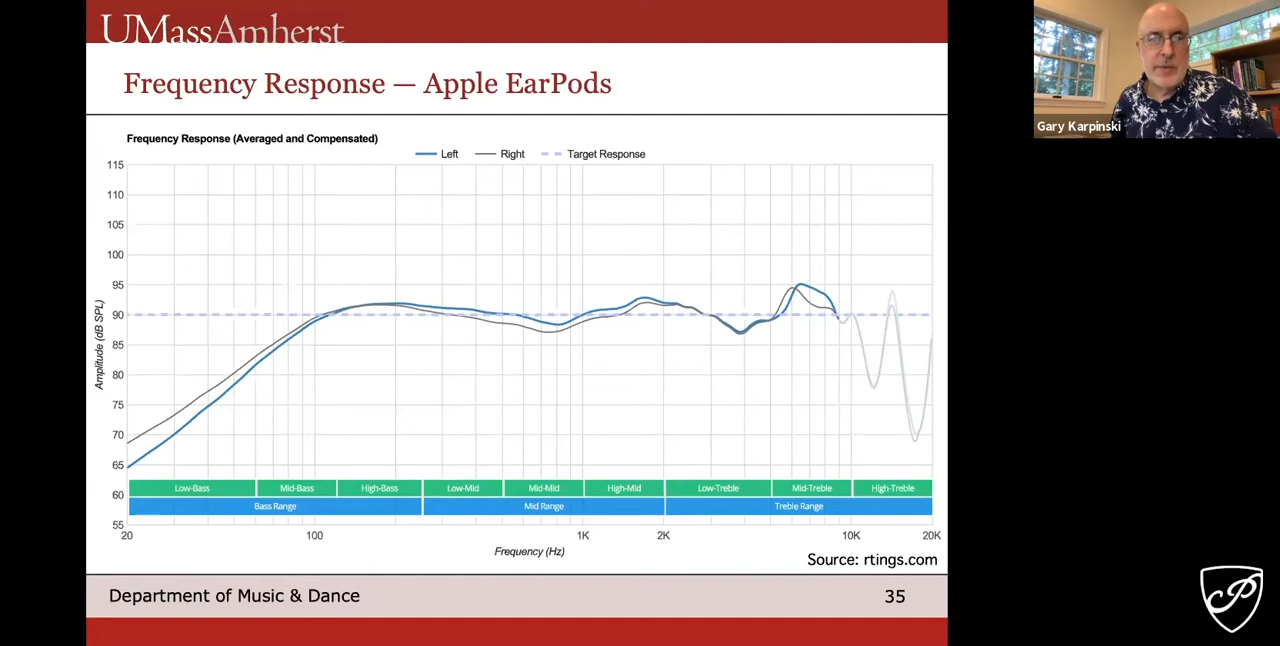 UMassAmherst
Frequency Response — Apple EarPods
Gary Karpinski
Frequency Response (Averaged and Compensated)
Left Right Target Response
115
110
105
100
95
90
85
80
75
70
65
60
55
Amplitude (dB SPL)
Low-Bass Mid-Bass High-Bass Low-Mid Mid-Mid High-Mid Low-Treble Mid-Treble High-Treble
Bass Range Mid Range Treble Range
20 100 1K 2K 10K 20K
Frequency (Hz)
Source: rtings.com
Department of Music & Dance 35